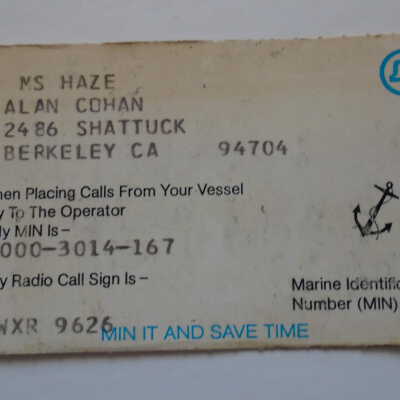 MS HAZE
ALAN COHAN
2486 SHATTUCK
BERKELEY CA 94704
hen Placing Calls From Your Vessel
y To The Operator
My MIN Is –
000-3014-167
y Radio Call Sign Is –
Marine Identific
Number (MIN)
WXR 9626
MIN IT AND SAVE TIME